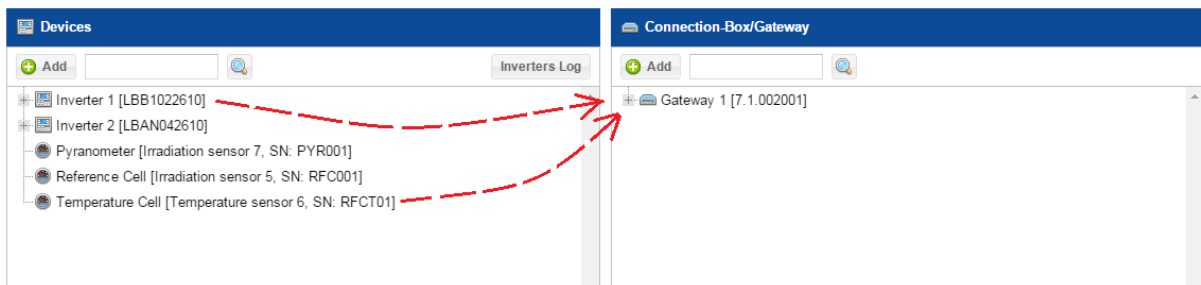 Devices
Add
Inverters Log
Inverter 1 [LBB1022610]
Inverter 2 [LBAN042610]
Pyranometer [Irradiation sensor 7, SN: PYR001]
Reference Cell [Irradiation sensor 5, SN: RFC001]
Temperature Cell [Temperature sensor 6, SN: RFCT01]
Connection-Box/Gateway
Add
Gateway 1 [7.1.002001]